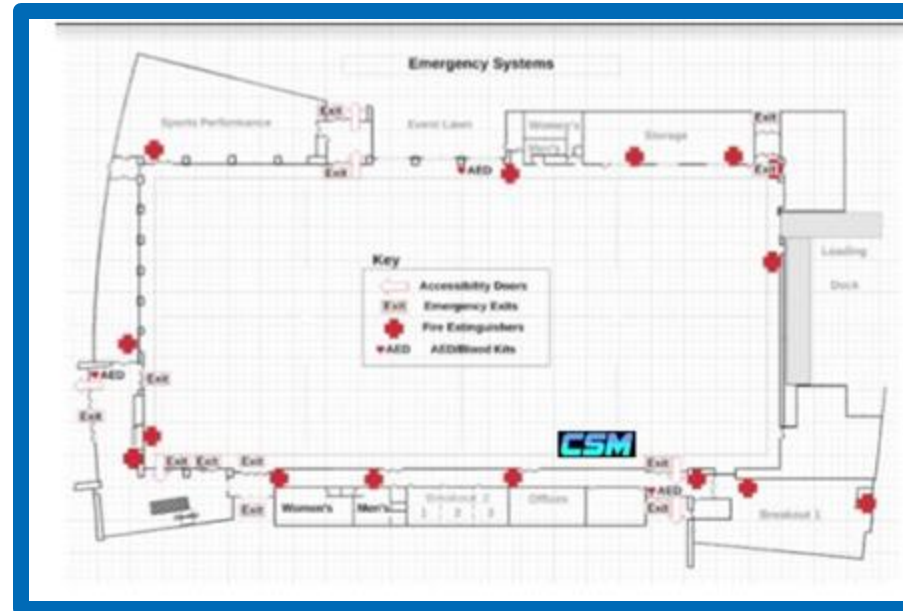 Emergency Systems
Exit
Sports Performance
Event Lawn
Women's
Men's
Storage
Exit
Exit
AED
Exit
Loading
Dock
Key
Accessibility Doors
Exit Emergency Exits
Fire Extinguishers
AED AED/Blood Kits
AED
Exit
Exit
CSM
Exit
Exit
Exit
Exit
Exit
Women's
Men's
Breakout 2
1 2 3
Offices
AED
Exit
Breakout 1